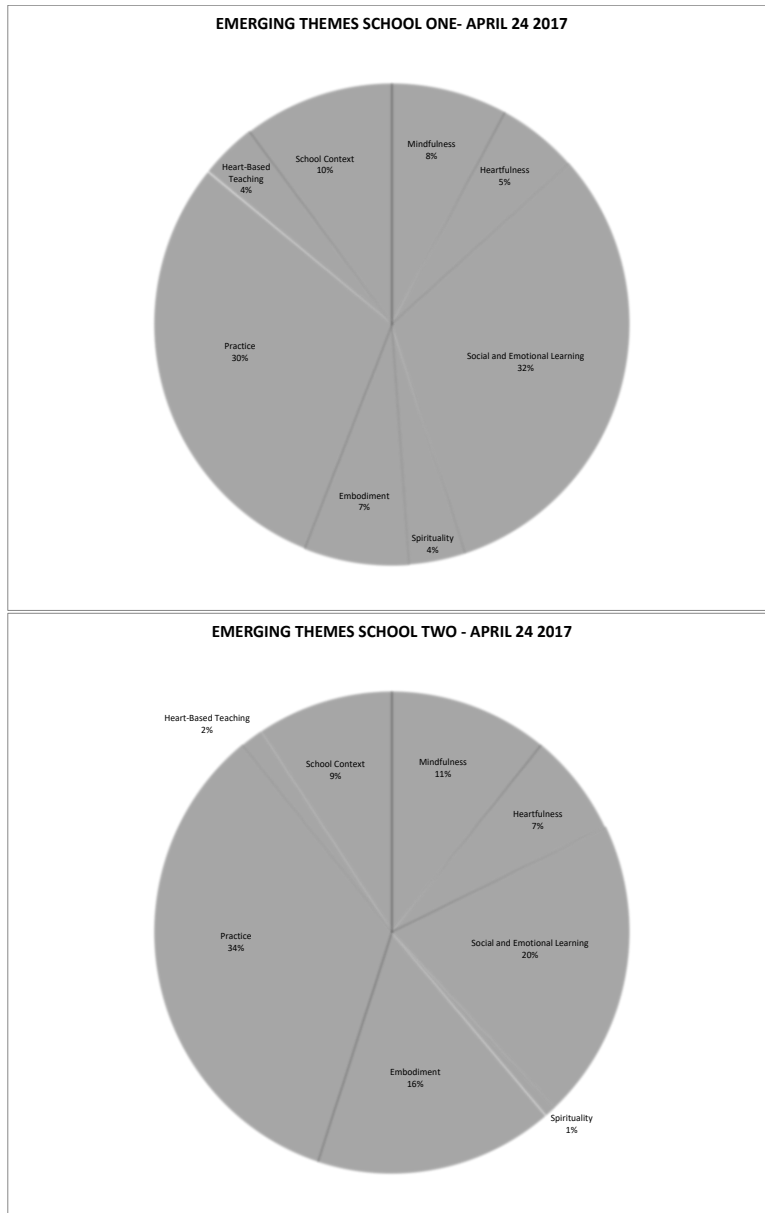 EMERGING THEMES SCHOOL ONE- APRIL 24 2017
Mindfulness
8%
Heartfulness
5%
Social and Emotional Learning
32%
Spirituality
4%
Embodiment
7%
Practice
30%
Heart-Based
Teaching
4%
School Context
10%
EMERGING THEMES SCHOOL TWO - APRIL 24 2017
Mindfulness
11%
Heartfulness
7%
Social and Emotional Learning
20%
Spirituality
1%
Embodiment
16%
Practice
34%
Heart-Based Teaching
2%
School Context
9%